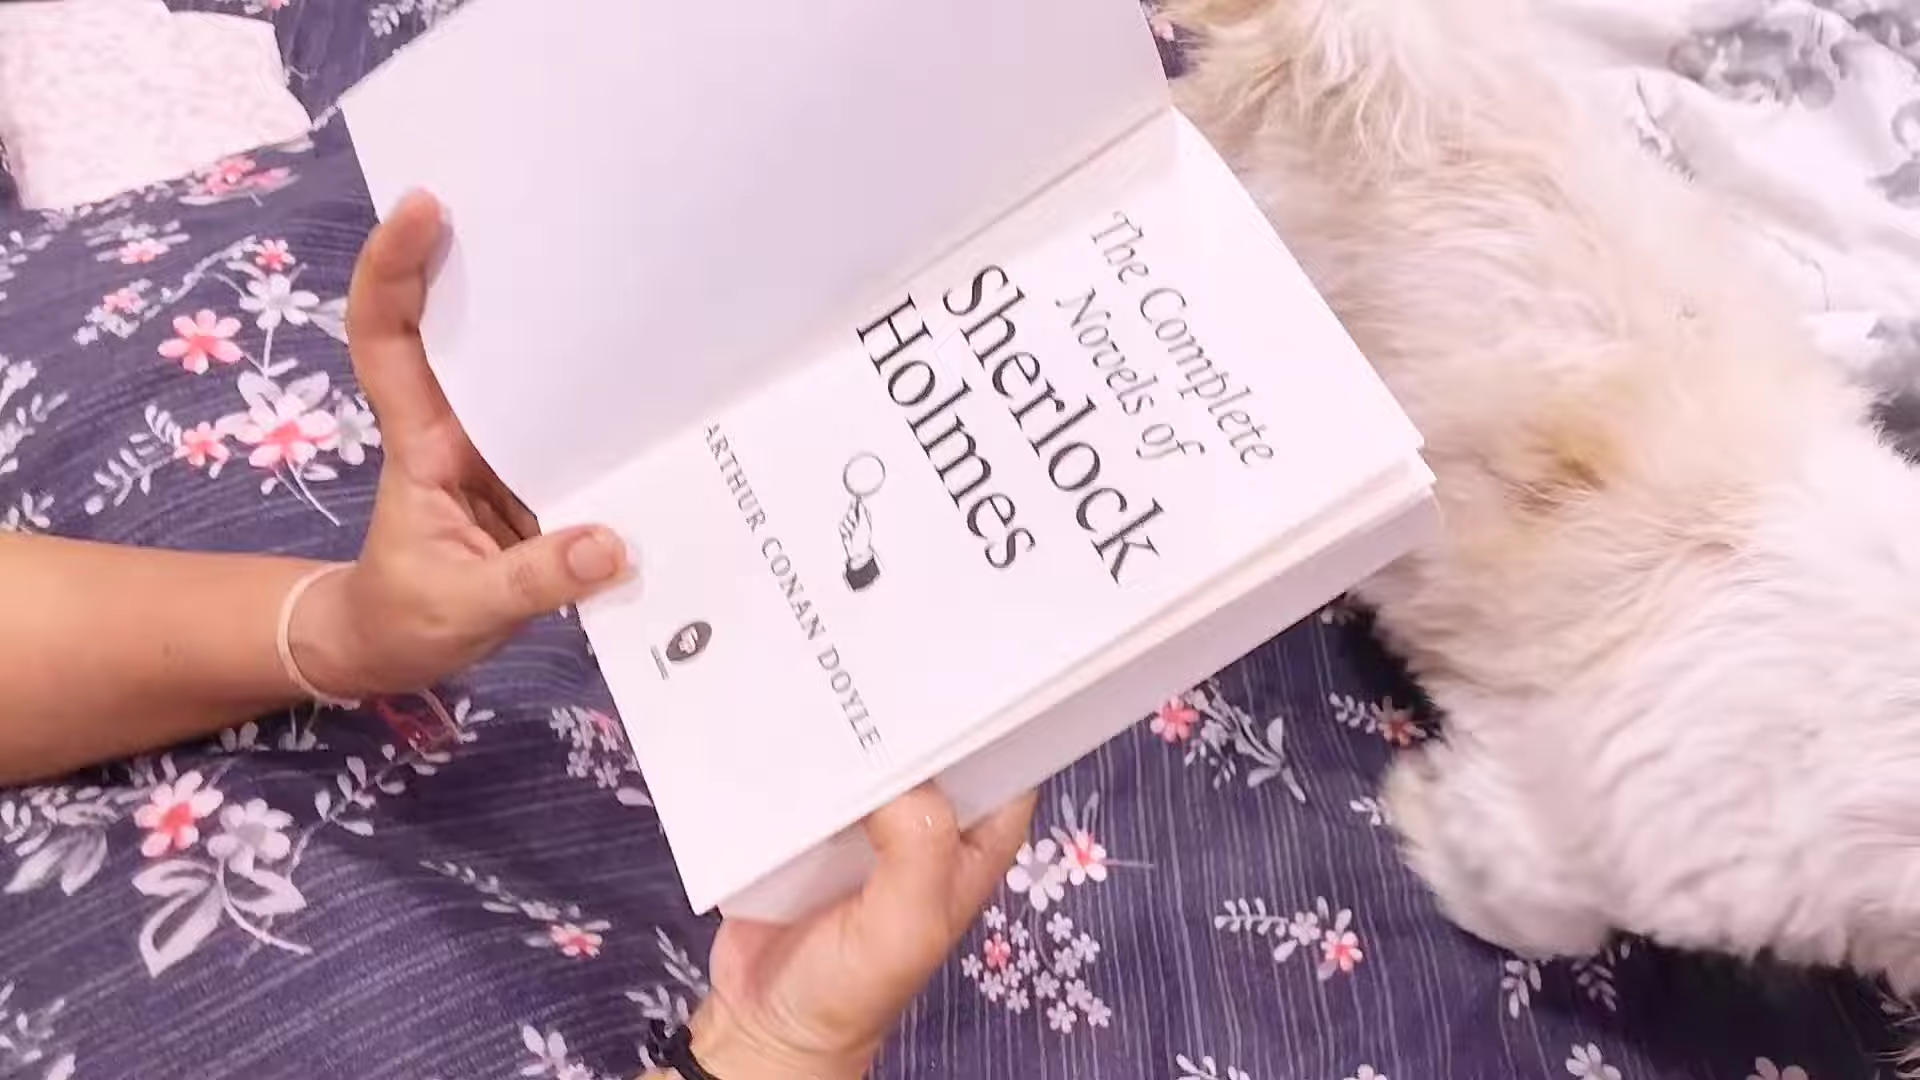 The Complete
Novels of
Sherlock
Holmes
ARTHUR CONAN DOYLE